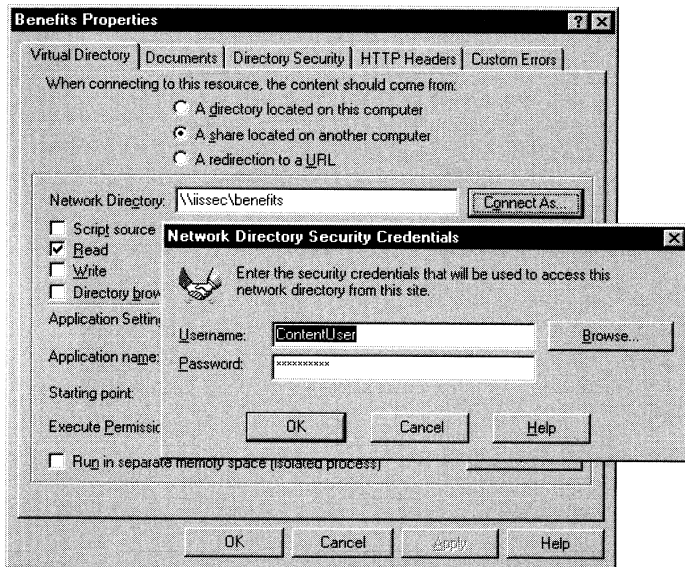 Benefits Properties
Virtual Directory Documents Directory Security HTTP Headers Custom Errors
When connecting to this resource, the content should come from:
A directory located on this computer
A share located on another computer
A redirection to a URL
Network Directory: \\iissec\benefits Connect As...
Script source
Read
Write
Directory brow
Application Setting
Application name:
Starting point:
Execute Permissio
Run in separate memory space (isolated process)
OK Cancel Apply Help
Network Directory Security Credentials
Enter the security credentials that will be used to access this
network directory from this site.
Username: ContentUser Browse...
Password: xxxxxxxxxx
OK Cancel Help